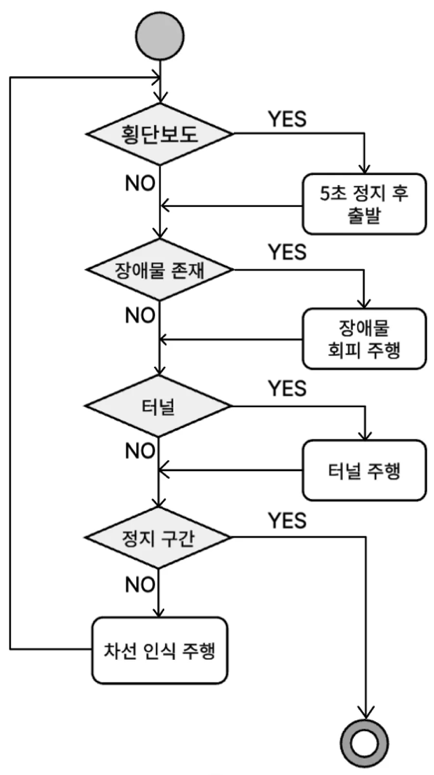 횡단보도
YES
NO
5초 정지 후
출발
장애물 존재
YES
NO
장애물
회피 주행
터널
YES
NO
터널 주행
정지 구간
YES
NO
차선 인식 주행